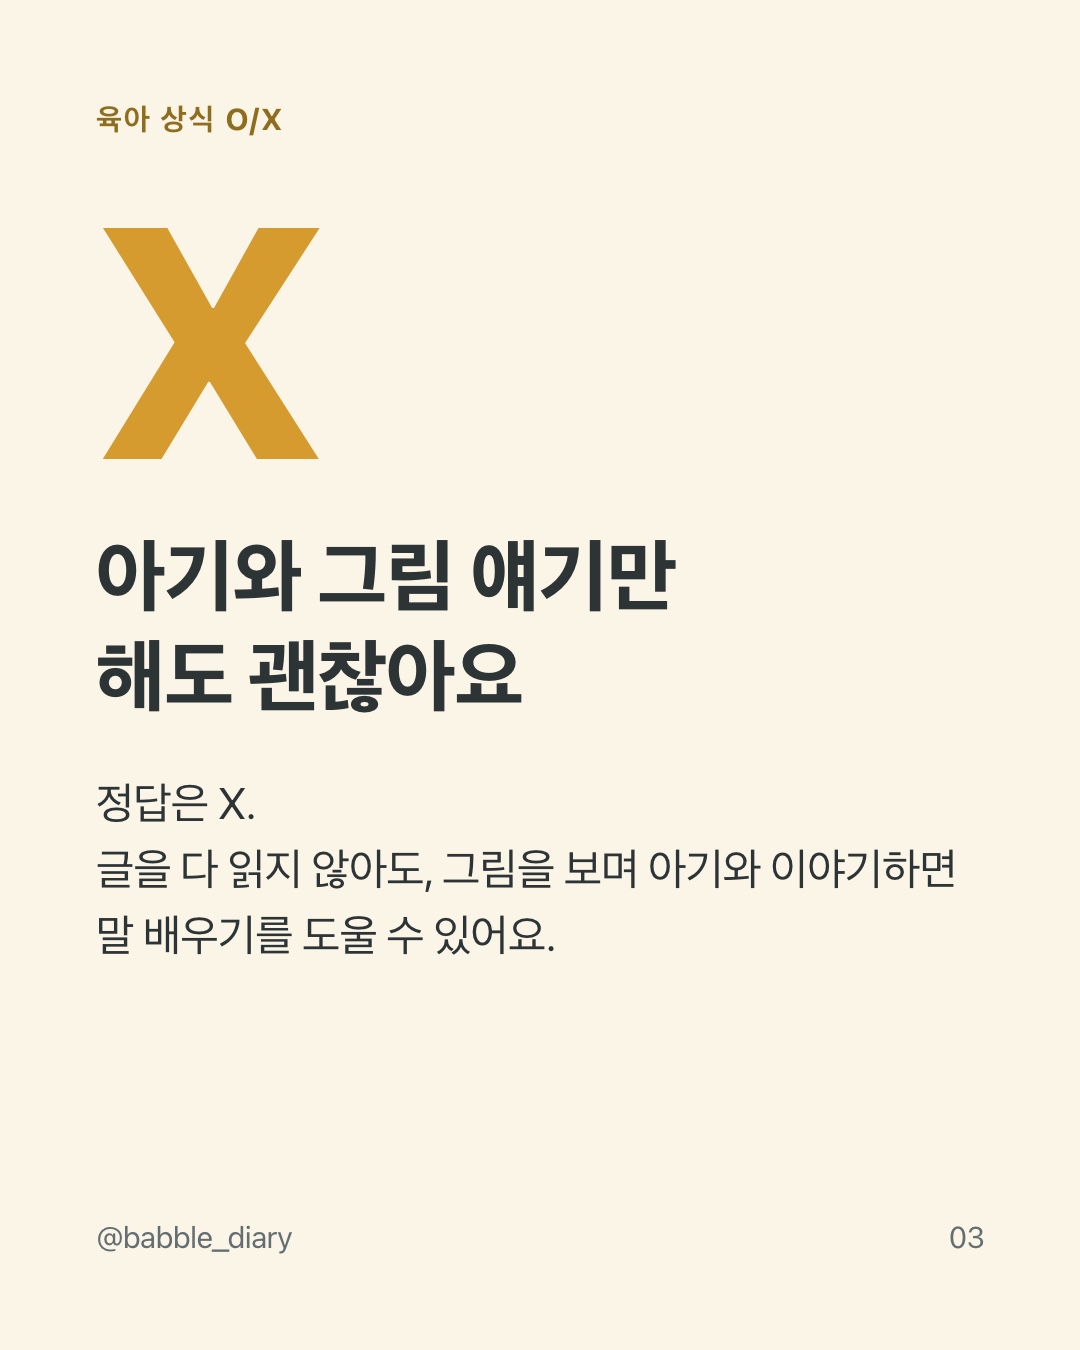 육아 상식 O/X
X
아기와 그림 얘기만
해도 괜찮아요
정답은 X.
글을 다 읽지 않아도, 그림을 보며 아기와 이야기하면
말 배우기를 도울 수 있어요.
@babble_diary
03